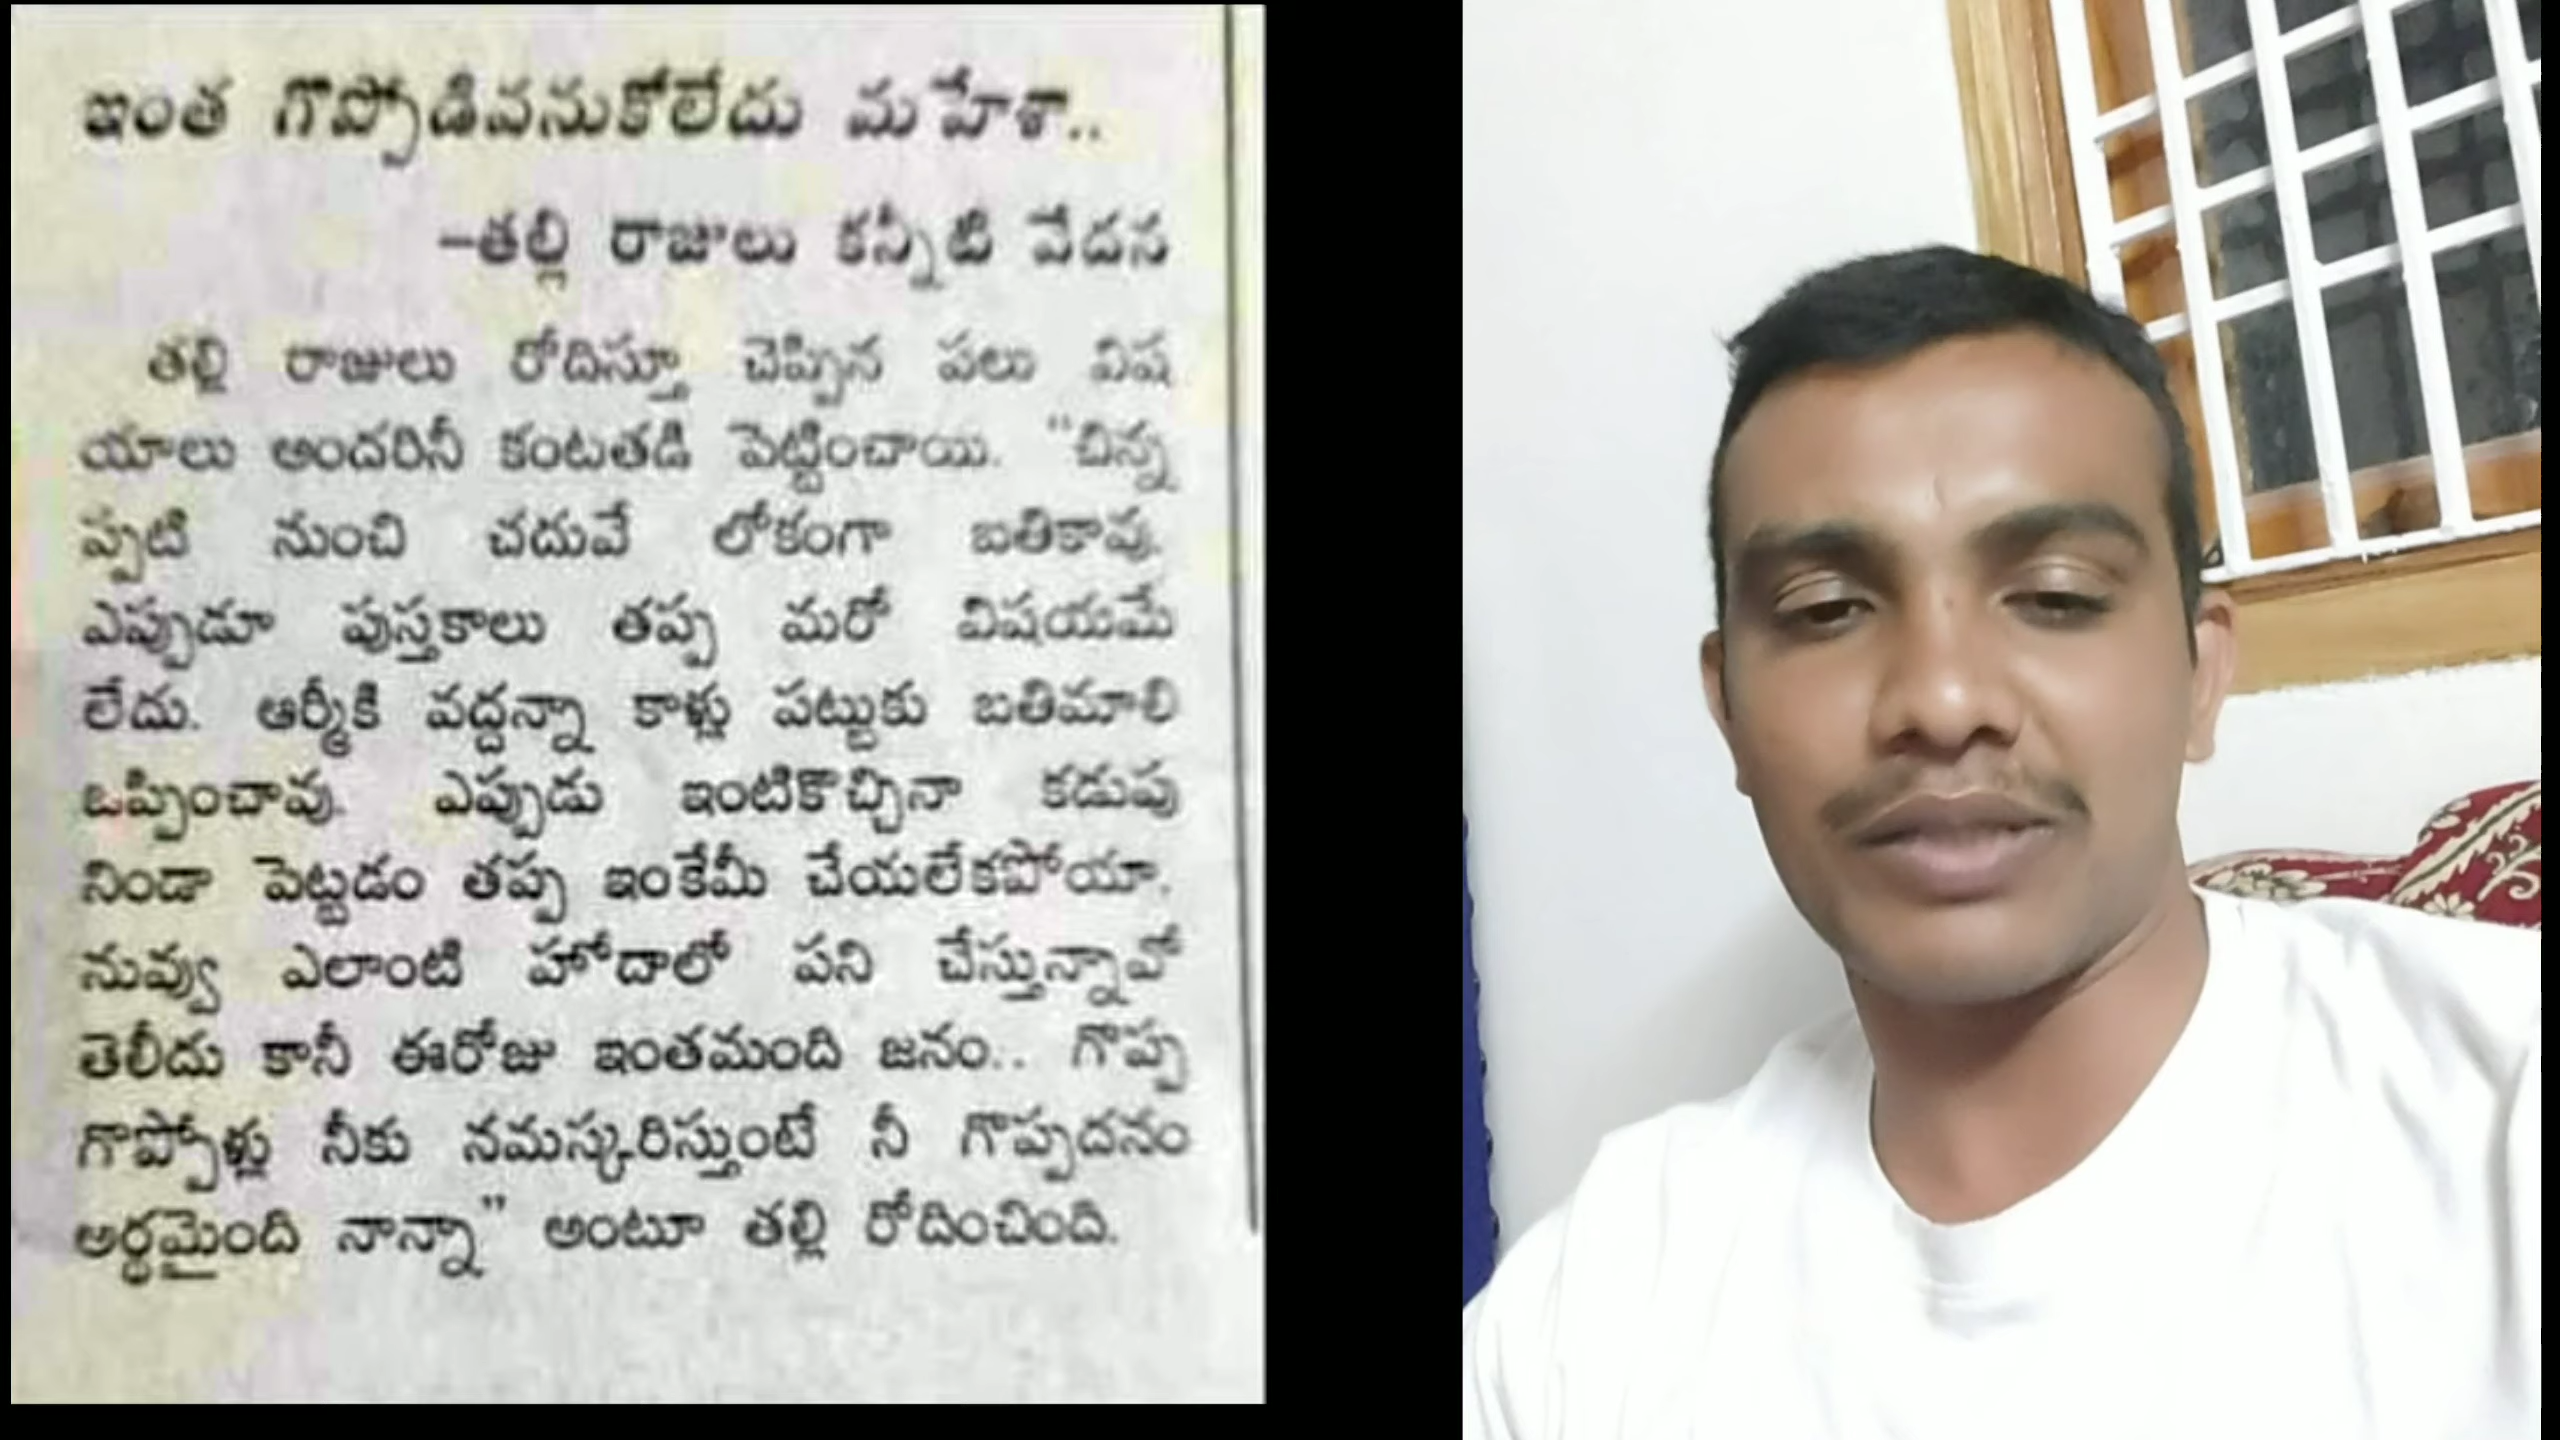 ఇంత గొప్పోడివనుకోలేదు మహేశా..
-తల్లి రాజులు కన్నీటి వేదన
తల్లి రాజులు రోదిస్తూ చెప్పిన పలు విష
యాలు అందరినీ కంటతడి పెట్టించాయి. "చిన్న
ప్పటి నుంచి చదువే లోకంగా బతికావు.
ఎప్పుడూ పుస్తకాలు తప్ప మరో విషయమే
లేదు. ఆర్మీకి వద్దన్నా కాళ్లు పట్టుకు బతిమాలి
ఒప్పించావు. ఎప్పుడు ఇంటికొచ్చినా కడుపు
నిండా పెట్టడం తప్ప ఇంకేమీ చేయలేకపోయా.
నువ్వు ఎలాంటి హోదాలో పని చేస్తున్నావో
తెలీదు కానీ ఈరోజు ఇంతమంది జనం.. గొప్ప
గొప్పోళ్లు నీకు నమస్కరిస్తుంటే నీ గొప్పదనం
అర్థమైంది నాన్నా" అంటూ తల్లి రోదించింది.